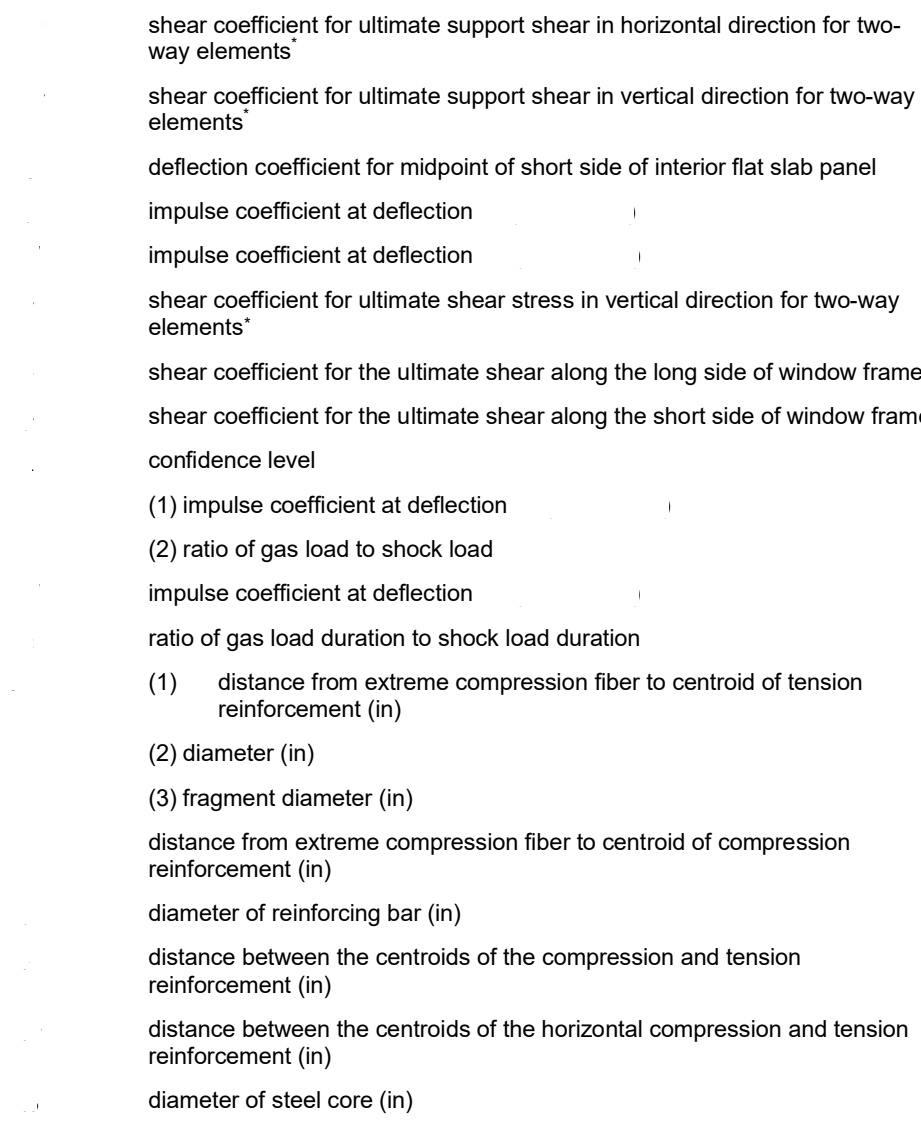 shear coefficient for ultimate support shear in horizontal direction for two-
way elements*
shear coefficient for ultimate support shear in vertical direction for two-way
elements*
deflection coefficient for midpoint of short side of interior flat slab panel
impulse coefficient at deflection )
impulse coefficient at deflection )
shear coefficient for ultimate shear stress in vertical direction for two-way
elements*
shear coefficient for the ultimate shear along the long side of window frame
shear coefficient for the ultimate shear along the short side of window frame
confidence level
(1) impulse coefficient at deflection )
(2) ratio of gas load to shock load
impulse coefficient at deflection )
ratio of gas load duration to shock load duration
(1) distance from extreme compression fiber to centroid of tension
reinforcement (in)
(2) diameter (in)
(3) fragment diameter (in)
distance from extreme compression fiber to centroid of compression
reinforcement (in)
diameter of reinforcing bar (in)
distance between the centroids of the compression and tension
reinforcement (in)
distance between the centroids of the horizontal compression and tension
reinforcement (in)
diameter of steel core (in)